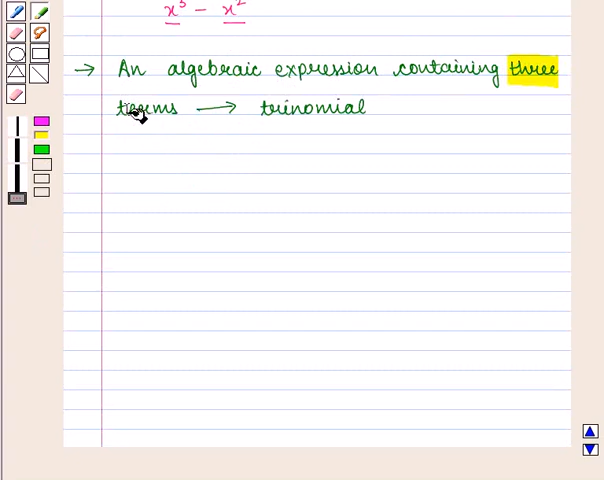 x³ - x²
→ An algebraic expression containing three
terms → trinomial